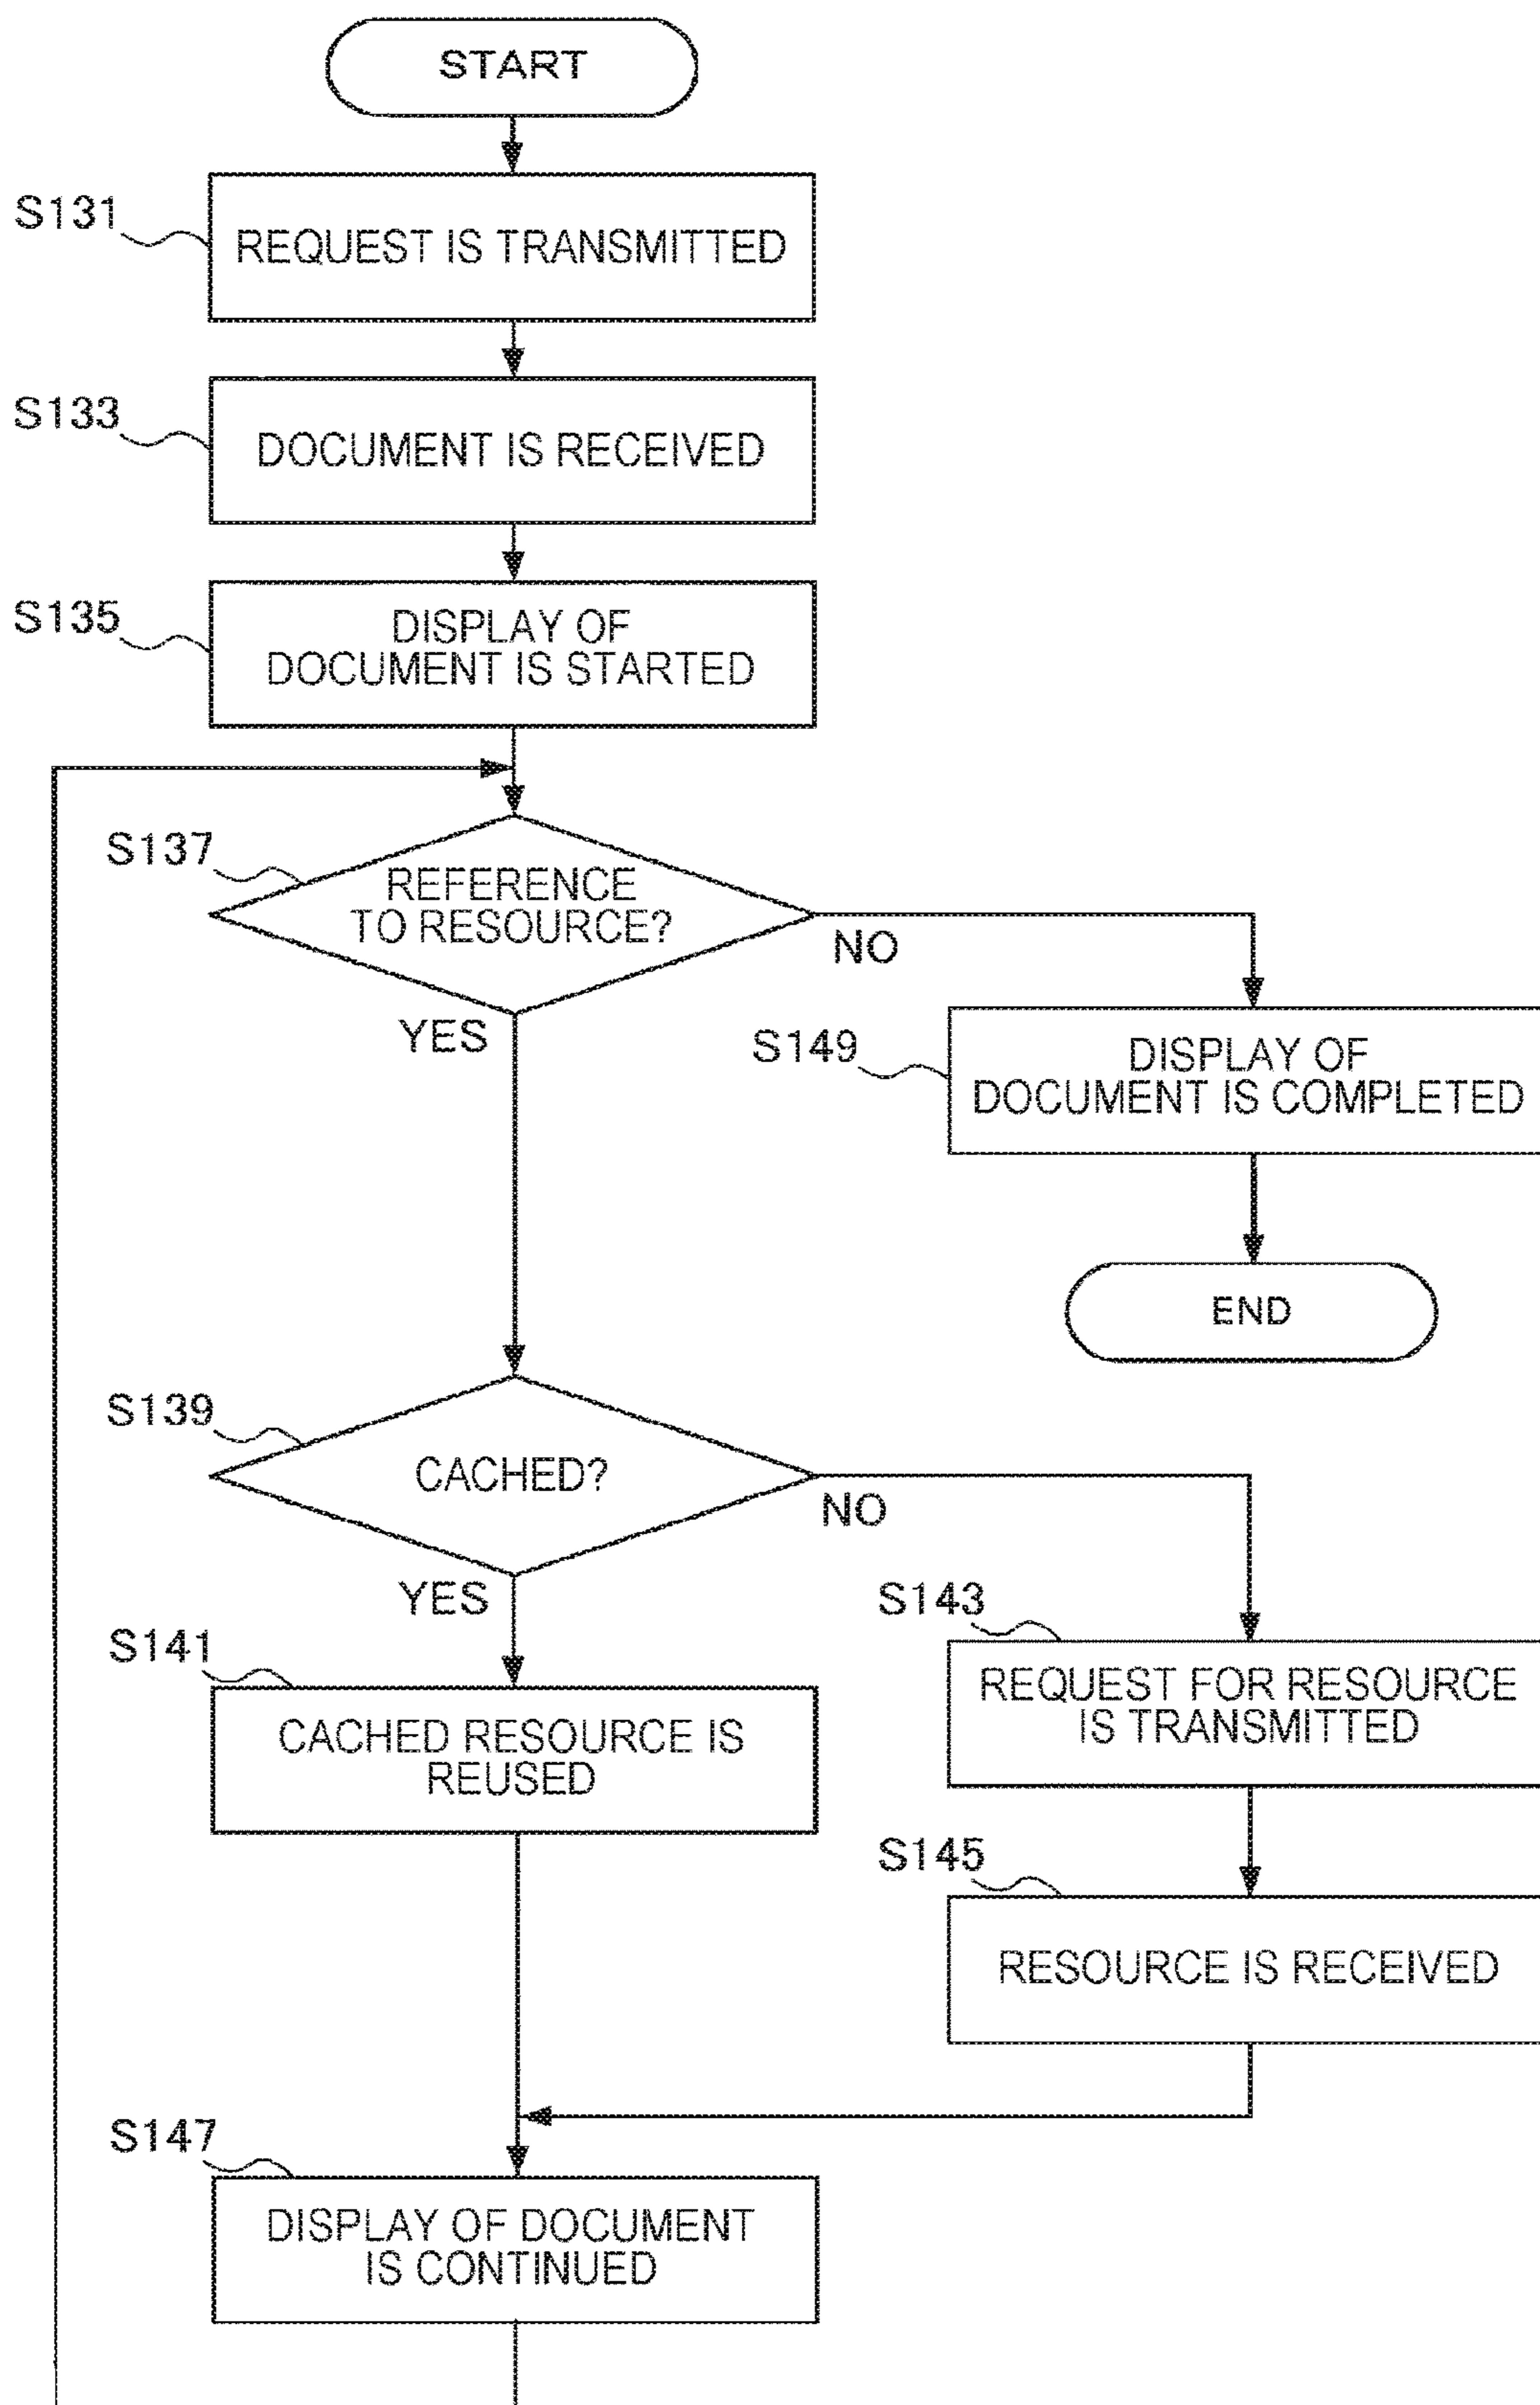 START
S131
REQUEST IS TRANSMITTED
S133
DOCUMENT IS RECEIVED
S135
DISPLAY OF
DOCUMENT IS STARTED
S137
REFERENCE
TO RESOURCE?
NO
YES
S149
DISPLAY OF
DOCUMENT IS COMPLETED
END
S139
CACHED?
NO
YES
S141
CACHED RESOURCE IS
REUSED
S143
REQUEST FOR RESOURCE
IS TRANSMITTED
S145
RESOURCE IS RECEIVED
S147
DISPLAY OF DOCUMENT
IS CONTINUED